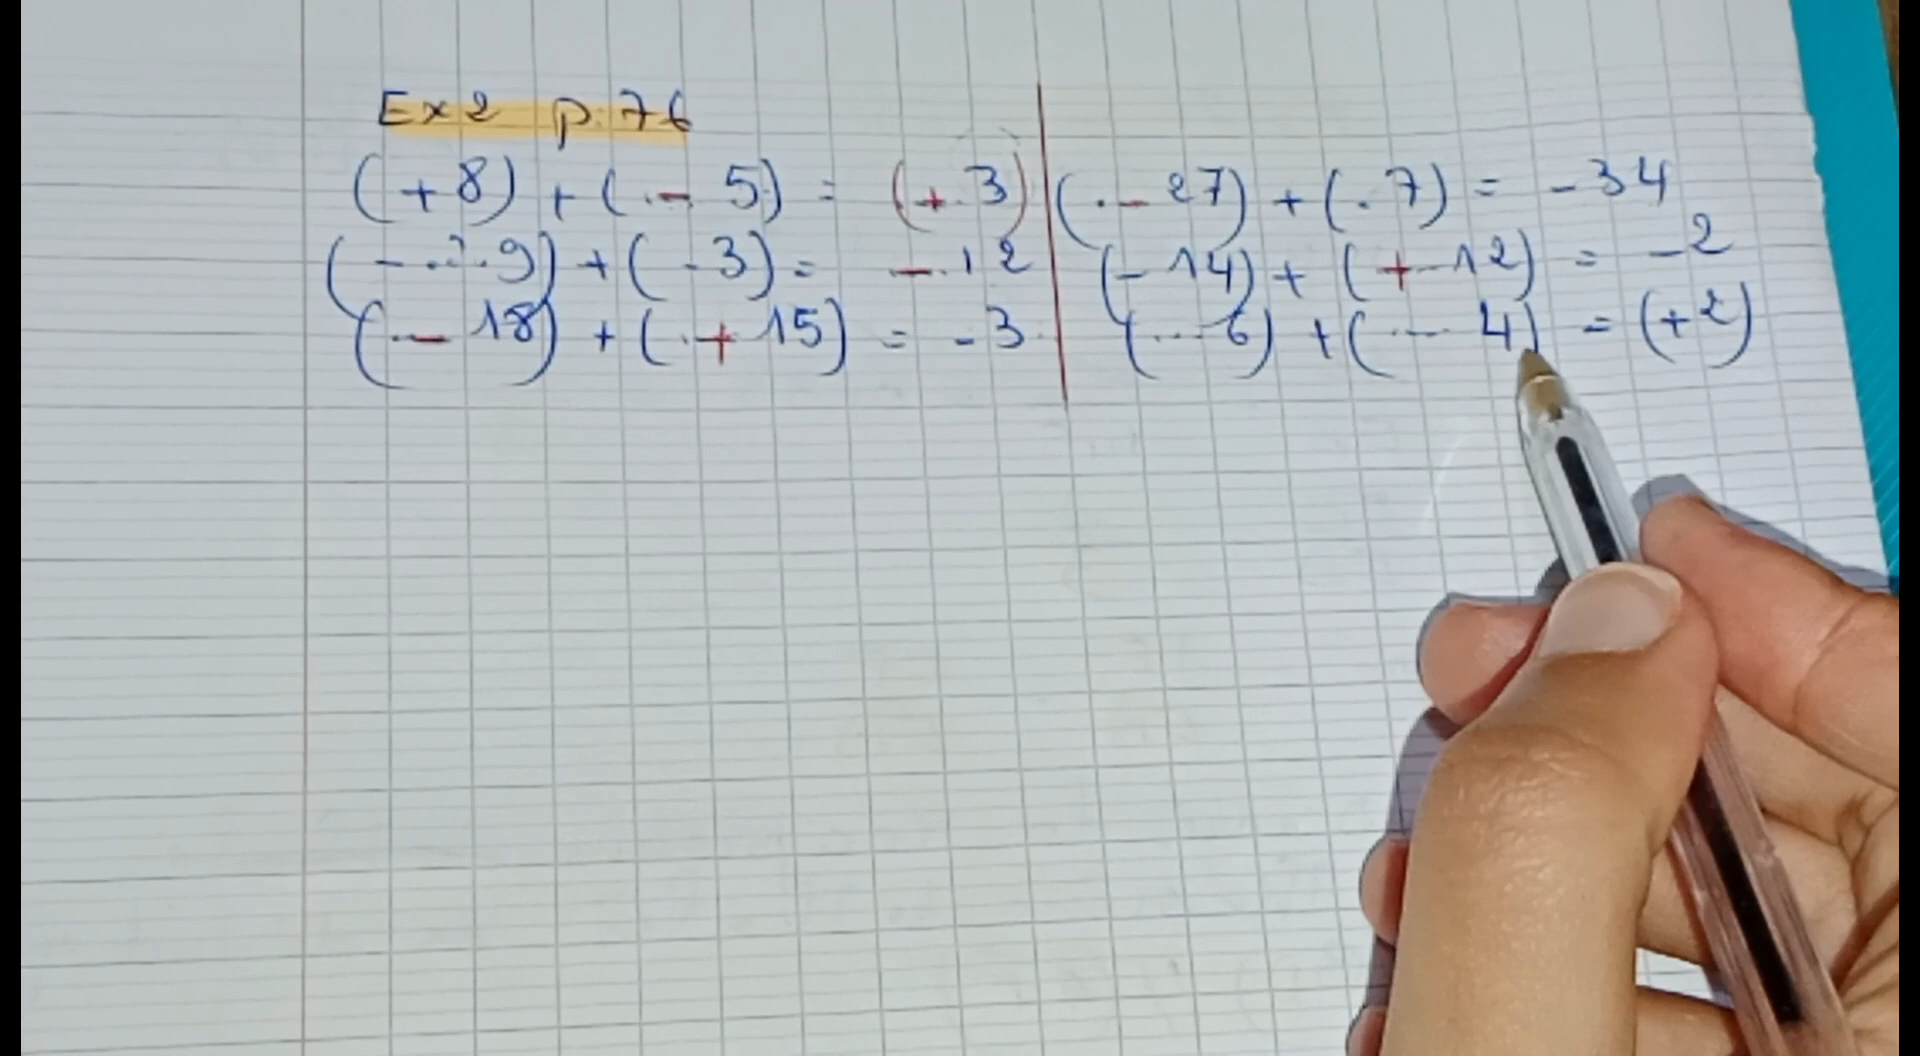 Ex 2 p.76
(+8) + (.- 5) = (+.3)
(-...9) + (-3) = -.12
(.- 18) + (.+ 15) = -3.
(.- 27) + (.7) = -34
(-14) + (+-12) = -2
(...6) + (... 4) = (+2)